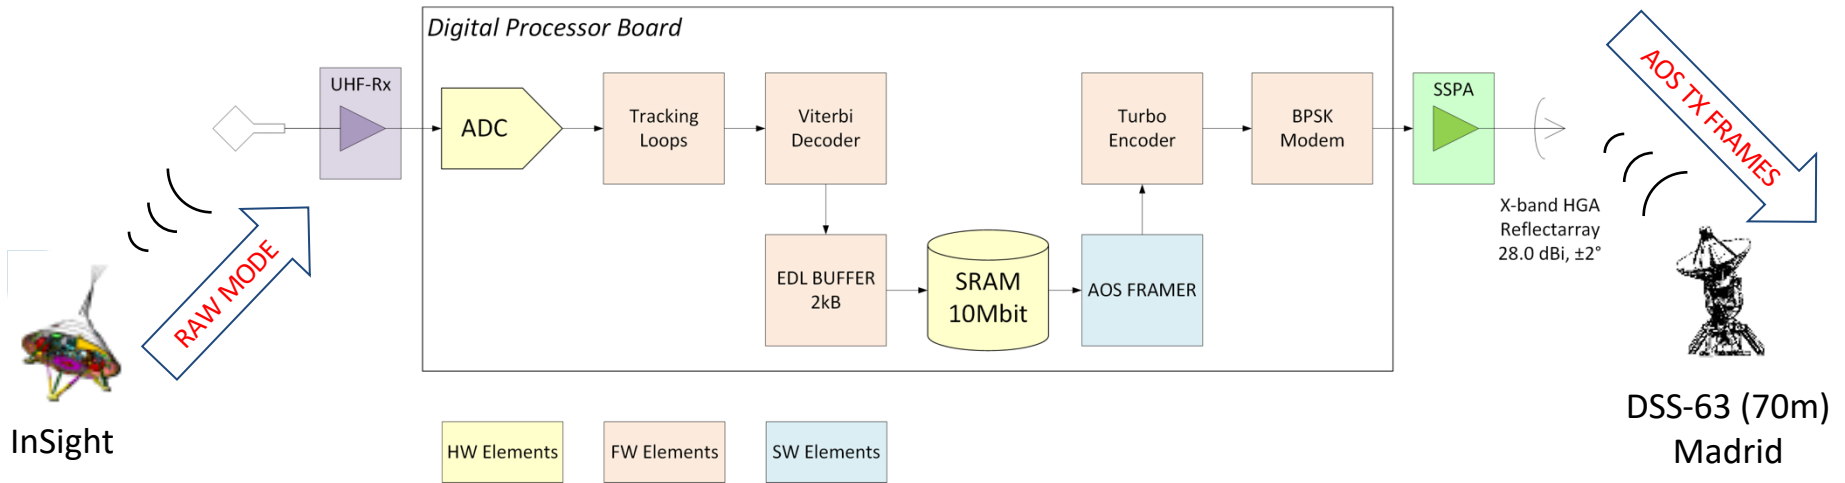 Digital Processor Board
UHF-Rx
ADC
Tracking
Loops
Viterbi
Decoder
Turbo
Encoder
BPSK
Modem
SSPA
AOS TX FRAMES
X-band HGA
Reflectarray
28.0 dBi, ±2°
RAW MODE
EDL BUFFER
2kB
SRAM
10Mbit
AOS FRAMER
InSight
HW Elements
FW Elements
SW Elements
DSS-63 (70m)
Madrid